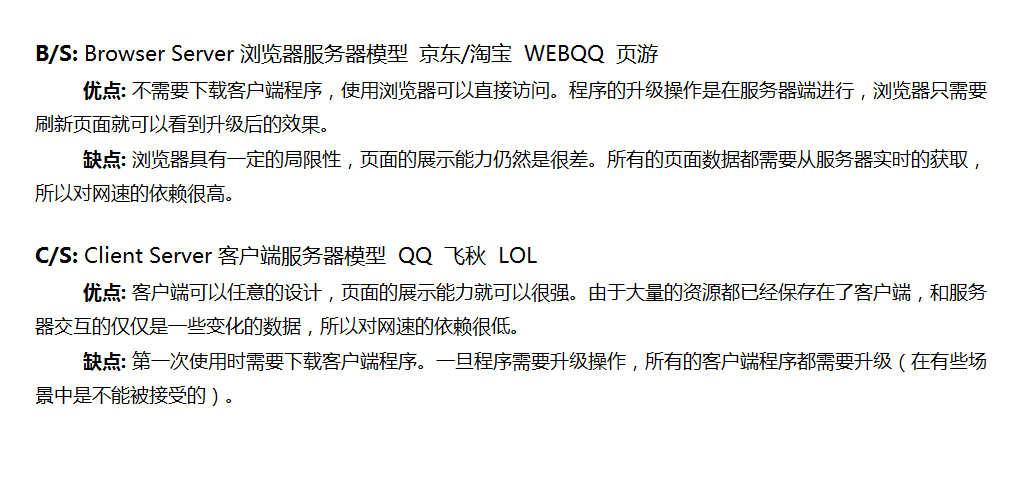 B/S: Browser Server 浏览器服务器模型 京东/淘宝 WEBQQ 页游
优点: 不需要下载客户端程序，使用浏览器可以直接访问。程序的升级操作是在服务器端进行，浏览器只需要
刷新页面就可以看到升级后的效果。
缺点: 浏览器具有一定的局限性，页面的展示能力仍然是很差。所有的页面数据都需要从服务器实时的获取，
所以对网速的依赖很高。
C/S: Client Server 客户端服务器模型 QQ 飞秋 LOL
优点: 客户端可以任意的设计，页面的展示能力就可以很强。由于大量的资源都已经保存在了客户端，和服务
器交互的仅仅是一些变化的数据，所以对网速的依赖很低。
缺点: 第一次使用时需要下载客户端程序。一旦程序需要升级操作，所有的客户端程序都需要升级（在有些场
景中是不能被接受的）。